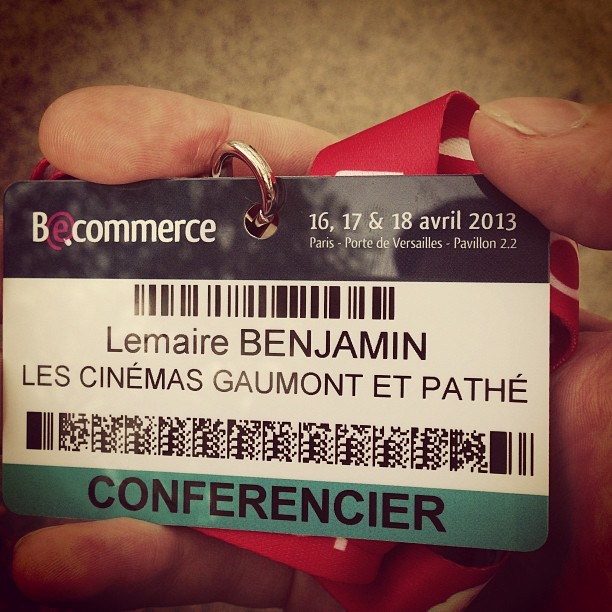 Becommerce
16, 17 & 18 avril 2013
Paris - Porte de Versailles - Pavillon 2.2
Lemaire BENJAMIN
LES CINÉMAS GAUMONT ET PATHÉ
CONFERENCIER